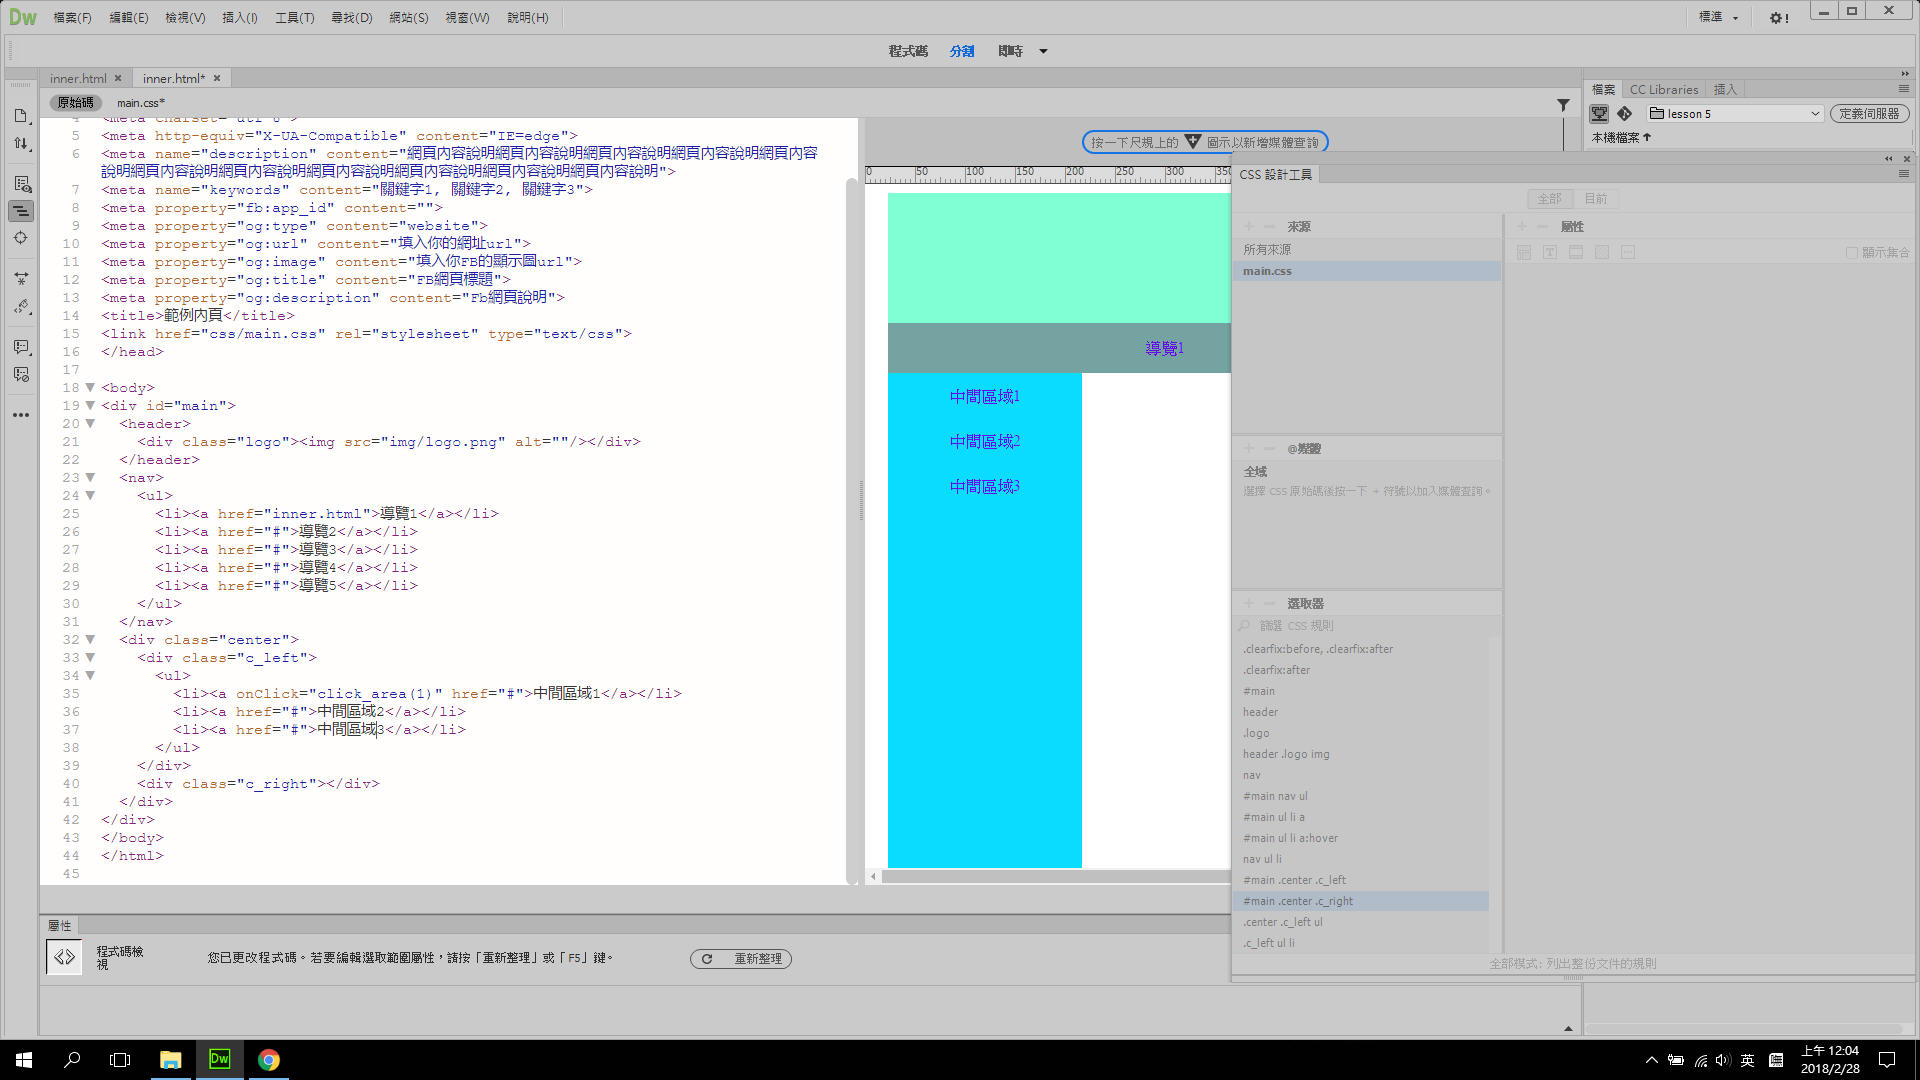 Dw 檔案(F) 編輯(E) 檢視(V) 插入(I) 工具(T) 尋找(D) 網站(S) 視窗(W) 說明(H) 標準
程式碼 分割 即時
inner.html × inner.html* ×
原始碼 main.css*
4 <meta charset="utf-8">
5 <meta http-equiv="X-UA-Compatible" content="IE=edge">
6 <meta name="description" content="網頁內容說明網頁內容說明網頁內容說明網頁內容說明網頁內容
說明網頁內容說明網頁內容說明網頁內容說明網頁內容說明網頁內容說明網頁內容說明">
7 <meta name="keywords" content="關鍵字1, 關鍵字2, 關鍵字3">
8 <meta property="fb:app_id" content="">
9 <meta property="og:type" content="website">
10 <meta property="og:url" content="填入你的網址url">
11 <meta property="og:image" content="填入你FB的顯示圖url">
12 <meta property="og:title" content="FB網頁標題">
13 <meta property="og:description" content="Fb網頁說明">
14 <title>範例內頁</title>
15 <link href="css/main.css" rel="stylesheet" type="text/css">
16 </head>
17
18 <body>
19 <div id="main">
20 <header>
21 <div class="logo"><img src="img/logo.png" alt=""/></div>
22 </header>
23 <nav>
24 <ul>
25 <li><a href="inner.html">導覽1</a></li>
26 <li><a href="#">導覽2</a></li>
27 <li><a href="#">導覽3</a></li>
28 <li><a href="#">導覽4</a></li>
29 <li><a href="#">導覽5</a></li>
30 </ul>
31 </nav>
32 <div class="center">
33 <div class="c_left">
34 <ul>
35 <li><a onClick="click_area(1)" href="#">中間區域1</a></li>
36 <li><a href="#">中間區域2</a></li>
37 <li><a href="#">中間區域3</a></li>
38 </ul>
39 </div>
40 <div class="c_right"></div>
41 </div>
42 </div>
43 </body>
44 </html>
45
按一下尺規上的 圖示以新增媒體查詢
0 50 100 150 200 250 300 350
導覽1
中間區域1
中間區域2
中間區域3
檔案 CC Libraries 插入
lesson 5 定義伺服器
本機檔案
CSS 設計工具
全部 目前
來源
所有來源
main.css
@媒體
全域
選擇 CSS 原始碼後按一下 + 符號以加入媒體查詢。
選取器
篩選 CSS 規則
.clearfix:before, .clearfix:after
.clearfix:after
#main
header
.logo
header .logo img
nav
#main nav ul
#main ul li a
#main ul li a:hover
nav ul li
#main .center .c_left
#main .center .c_right
.center .c_left ul
.c_left ul li
屬性
顯示集合
全部模式: 列出整份文件的規則
屬性
程式碼檢
視
您已更改程式碼。若要編輯選取範圍屬性，請按「重新整理」或「F5」鍵。
重新整理
Dw
英
上午 12:04
2018/2/28